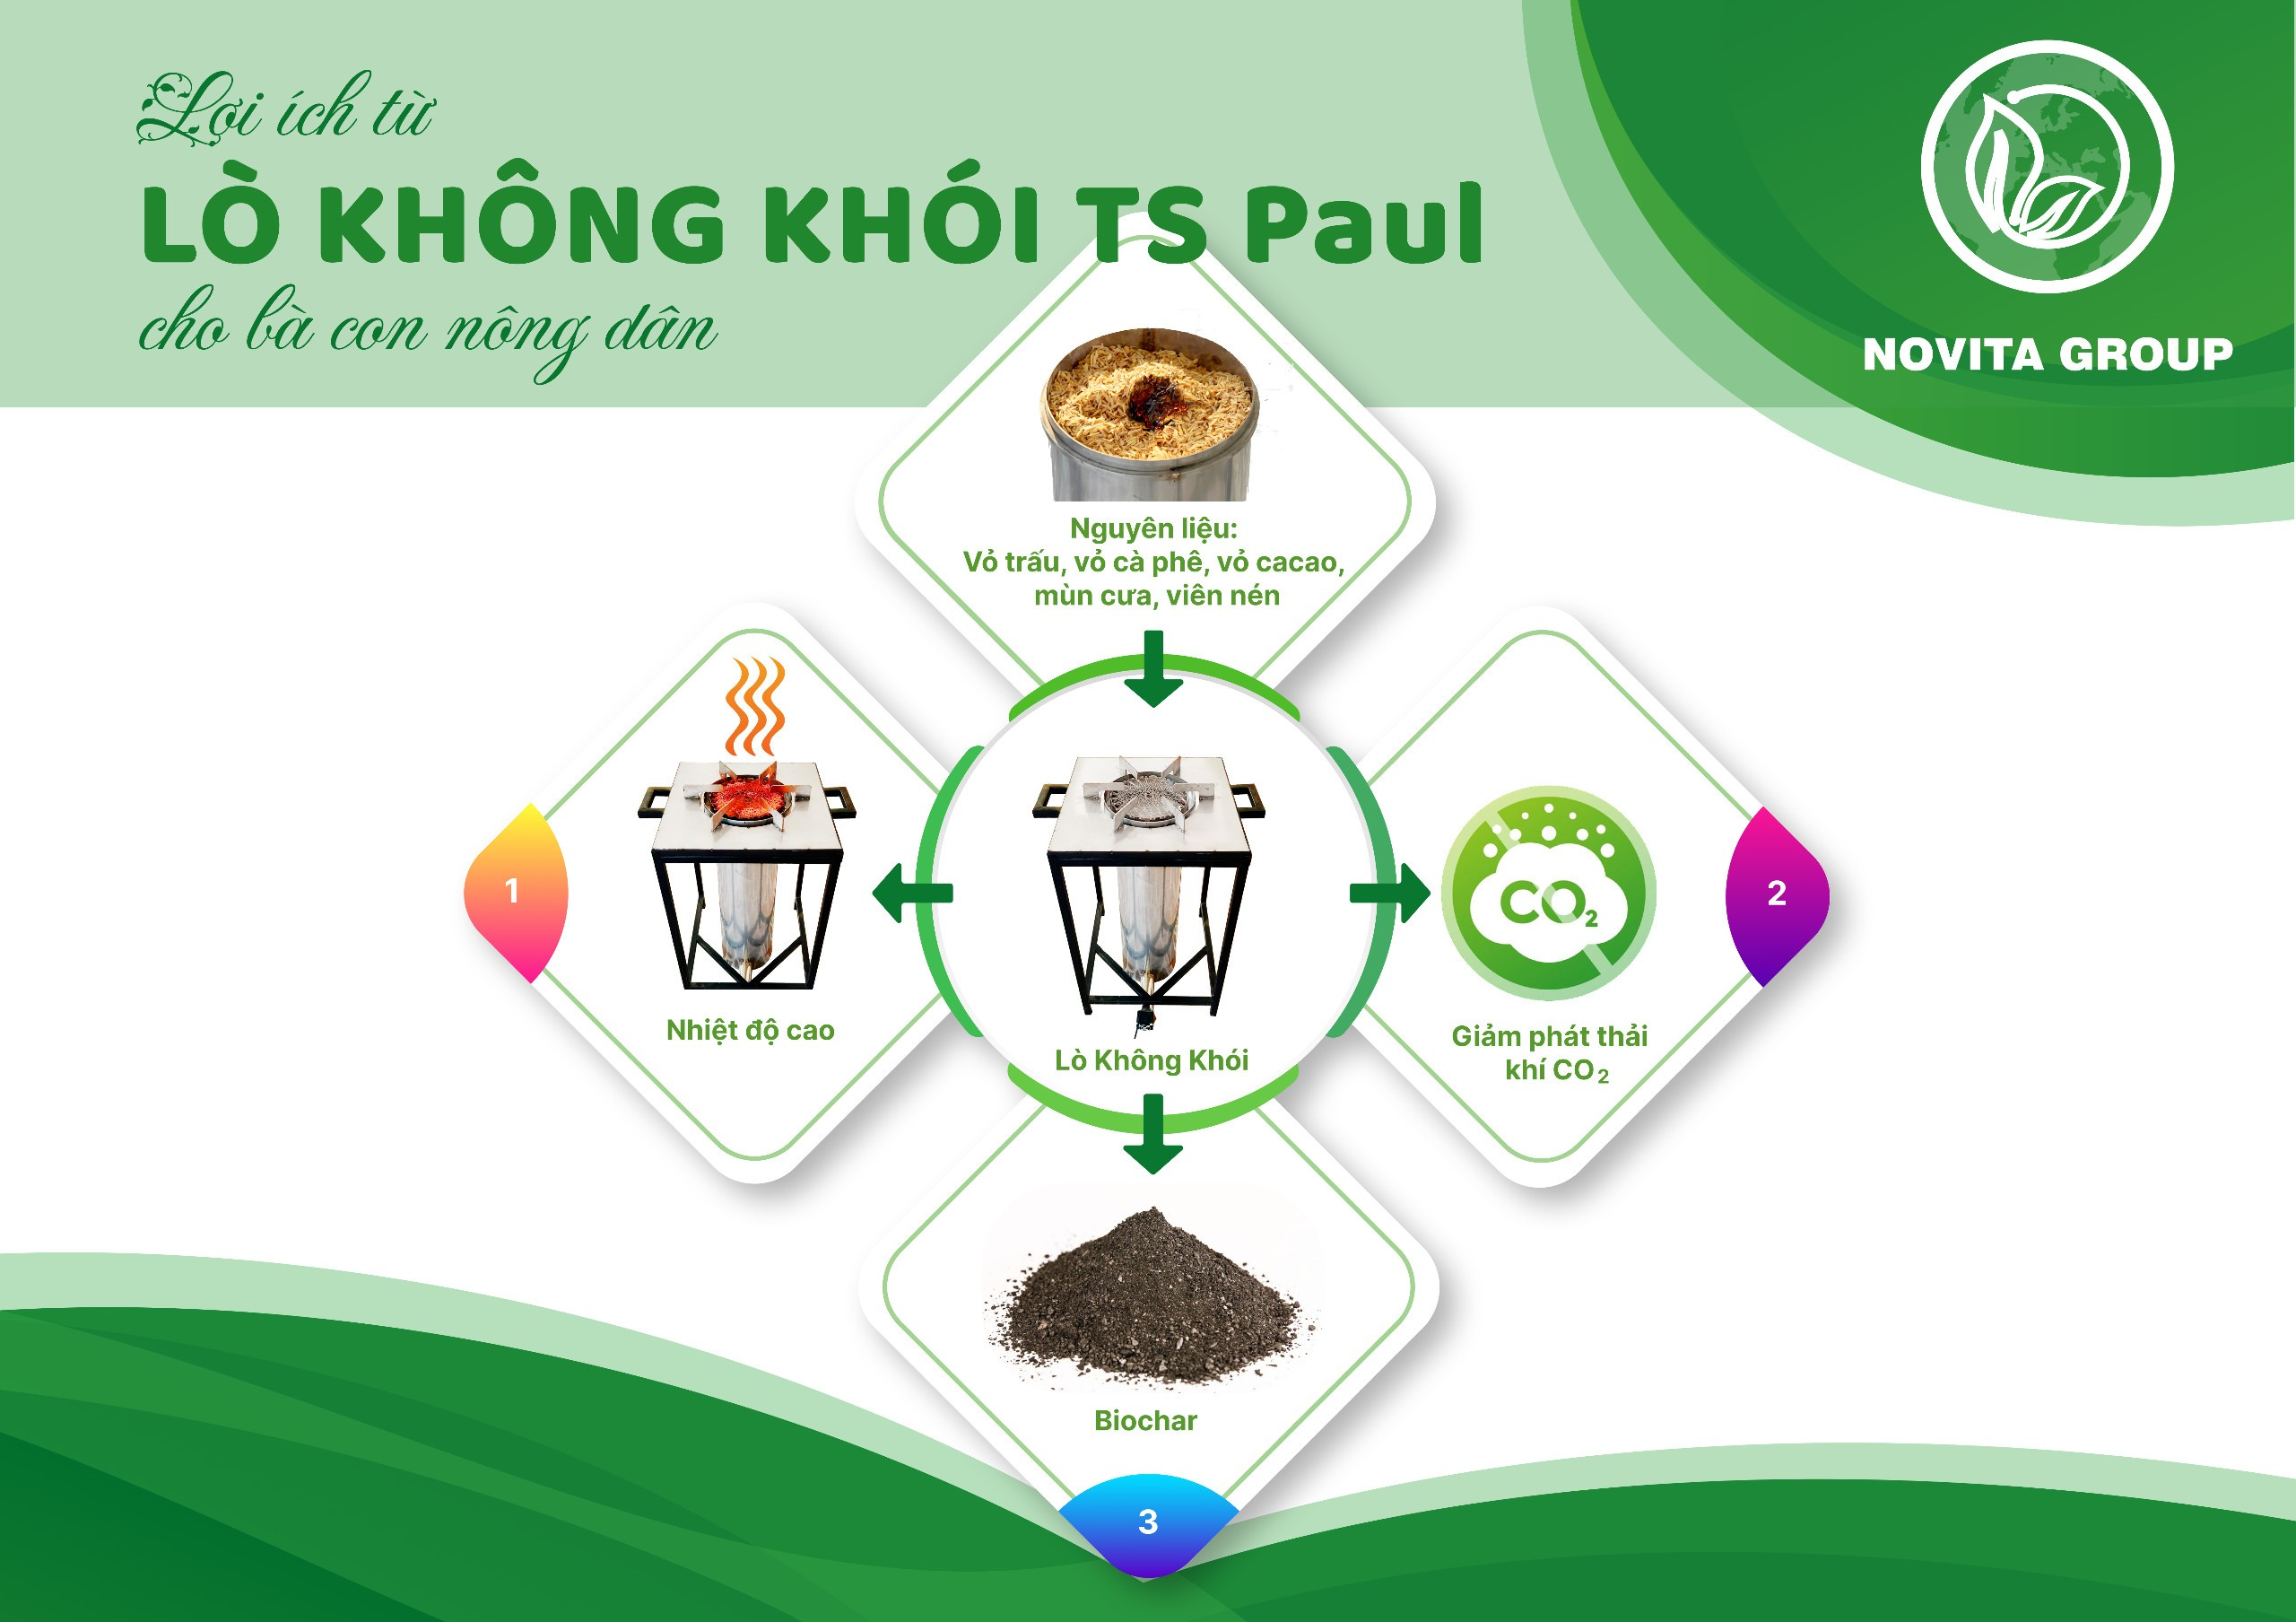 Lợi ích từ
LÒ KHÔNG KHÓI TS Paul
cho bà con nông dân
NOVITA GROUP
Nguyên liệu:
Vỏ trấu, vỏ cà phê, vỏ cacao,
mùn cưa, viên nén
1
Nhiệt độ cao
Lò Không Khói
CO₂
Giảm phát thải
khí CO₂
2
Biochar
3